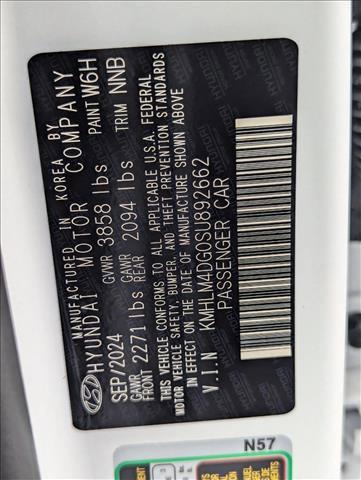 MANUFACTURED IN KOREA BY
HYUNDAI MOTOR COMPANY
SEP/2024 GVWR 3858 lbs PAINT W6H
GAWR FRONT 2271 lbs GAWR REAR 2094 lbs TRIM NNB
THIS VEHICLE CONFORMS TO ALL APPLICABLE U.S.A. FEDERAL
MOTOR VEHICLE SAFETY, BUMPER, AND THEFT PREVENTION STANDARDS
IN EFFECT ON THE DATE OF MANUFACTURE SHOWN ABOVE
V.I.N KMHLM4DG0SU892662
PASSENGER CAR
N57